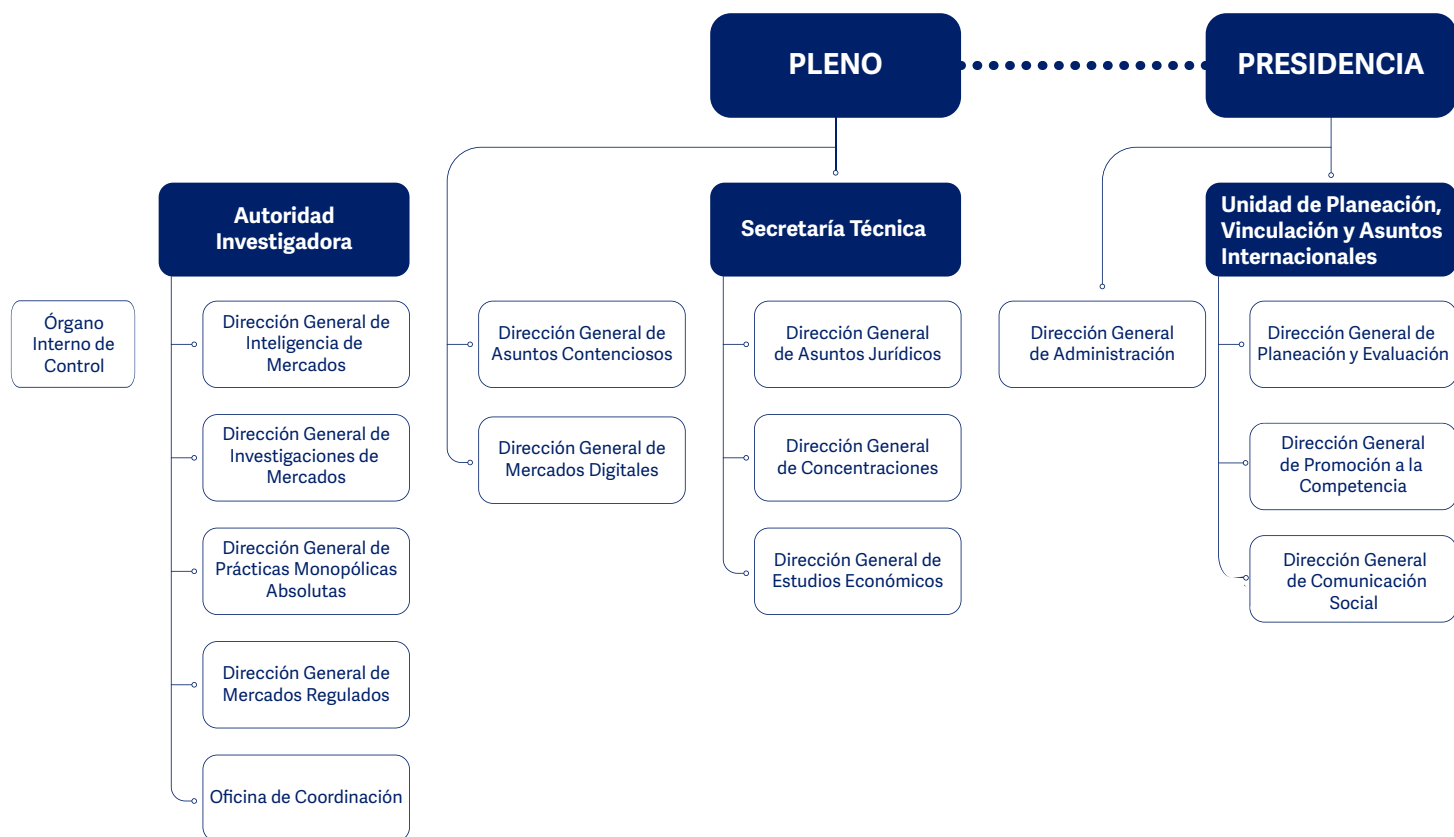 PLENO
PRESIDENCIA
Autoridad
Investigadora
Secretaría Técnica
Unidad de Planeación,
Vinculación y Asuntos
Internacionales
Órgano
Interno de
Control
Dirección General de
Inteligencia de
Mercados
Dirección General de
Investigaciones de
Mercados
Dirección General de
Prácticas Monopólicas
Absolutas
Dirección General de
Mercados Regulados
Oficina de Coordinación
Dirección General de
Asuntos Contenciosos
Dirección General de
Mercados Digitales
Dirección General
de Asuntos Jurídicos
Dirección General
de Concentraciones
Dirección General de
Estudios Económicos
Dirección General
de Administración
Dirección General de
Planeación y Evaluación
Dirección General
de Promoción a la
Competencia
Dirección General
de Comunicación
Social